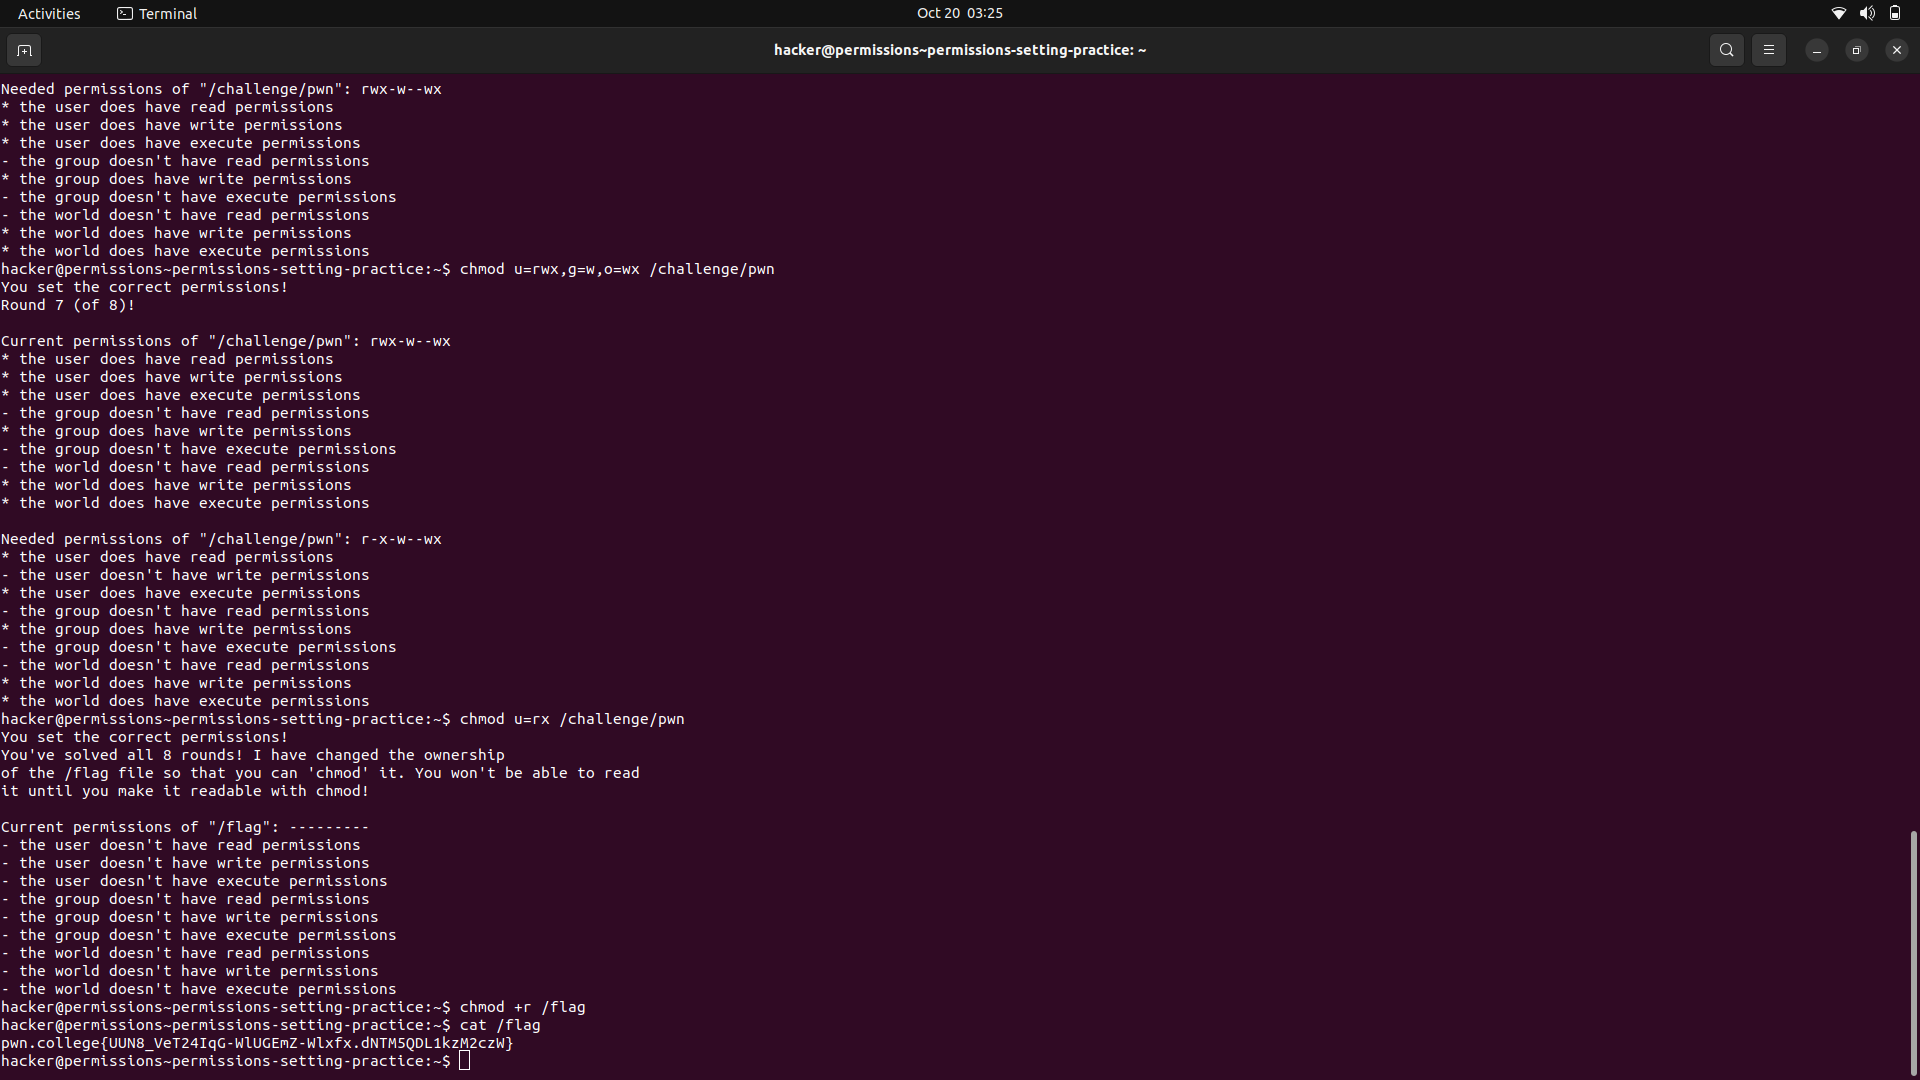 Activities
Terminal
Oct 20 03:25
hacker@permissions~permissions-setting-practice: ~
Needed permissions of "/challenge/pwn": rwx-w--wx
* the user does have read permissions
* the user does have write permissions
* the user does have execute permissions
- the group doesn't have read permissions
* the group does have write permissions
- the group doesn't have execute permissions
- the world doesn't have read permissions
* the world does have write permissions
* the world does have execute permissions
hacker@permissions~permissions-setting-practice:~$ chmod u=rwx,g=w,o=wx /challenge/pwn
You set the correct permissions!
Round 7 (of 8)!
Current permissions of "/challenge/pwn": rwx-w--wx
* the user does have read permissions
* the user does have write permissions
* the user does have execute permissions
- the group doesn't have read permissions
* the group does have write permissions
- the group doesn't have execute permissions
- the world doesn't have read permissions
* the world does have write permissions
* the world does have execute permissions
Needed permissions of "/challenge/pwn": r-x-w--wx
* the user does have read permissions
- the user doesn't have write permissions
* the user does have execute permissions
- the group doesn't have read permissions
* the group does have write permissions
- the group doesn't have execute permissions
- the world doesn't have read permissions
* the world does have write permissions
* the world does have execute permissions
hacker@permissions~permissions-setting-practice:~$ chmod u=rx /challenge/pwn
You set the correct permissions!
You've solved all 8 rounds! I have changed the ownership
of the /flag file so that you can 'chmod' it. You won't be able to read
it until you make it readable with chmod!
Current permissions of "/flag": ---------
- the user doesn't have read permissions
- the user doesn't have write permissions
- the user doesn't have execute permissions
- the group doesn't have read permissions
- the group doesn't have write permissions
- the group doesn't have execute permissions
- the world doesn't have read permissions
- the world doesn't have write permissions
- the world doesn't have execute permissions
hacker@permissions~permissions-setting-practice:~$ chmod +r /flag
hacker@permissions~permissions-setting-practice:~$ cat /flag
pwn.college{UUN8_VeT24IqG-WlUGEmZ-Wlxfx.dNTM5QDL1kzM2czW}
hacker@permissions~permissions-setting-practice:~$